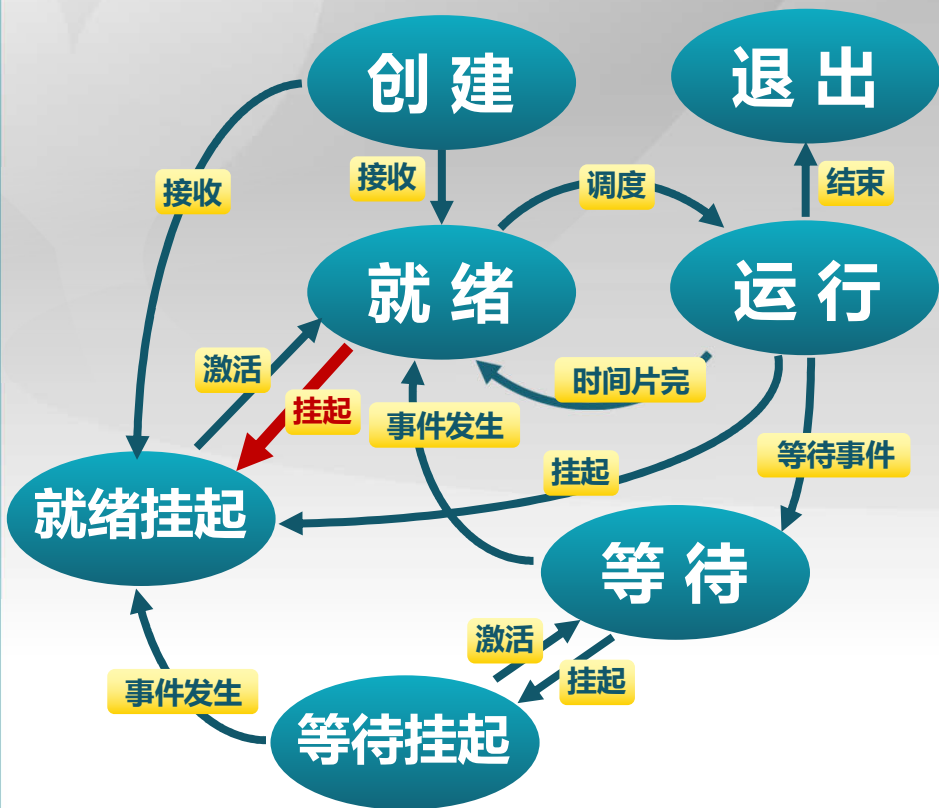 创 建
退 出
接收
接收
调度
结束
就 绪
运 行
激活
挂起
时间片完
事件发生
挂起
等待事件
就绪挂起
等 待
激活
挂起
事件发生
等待挂起